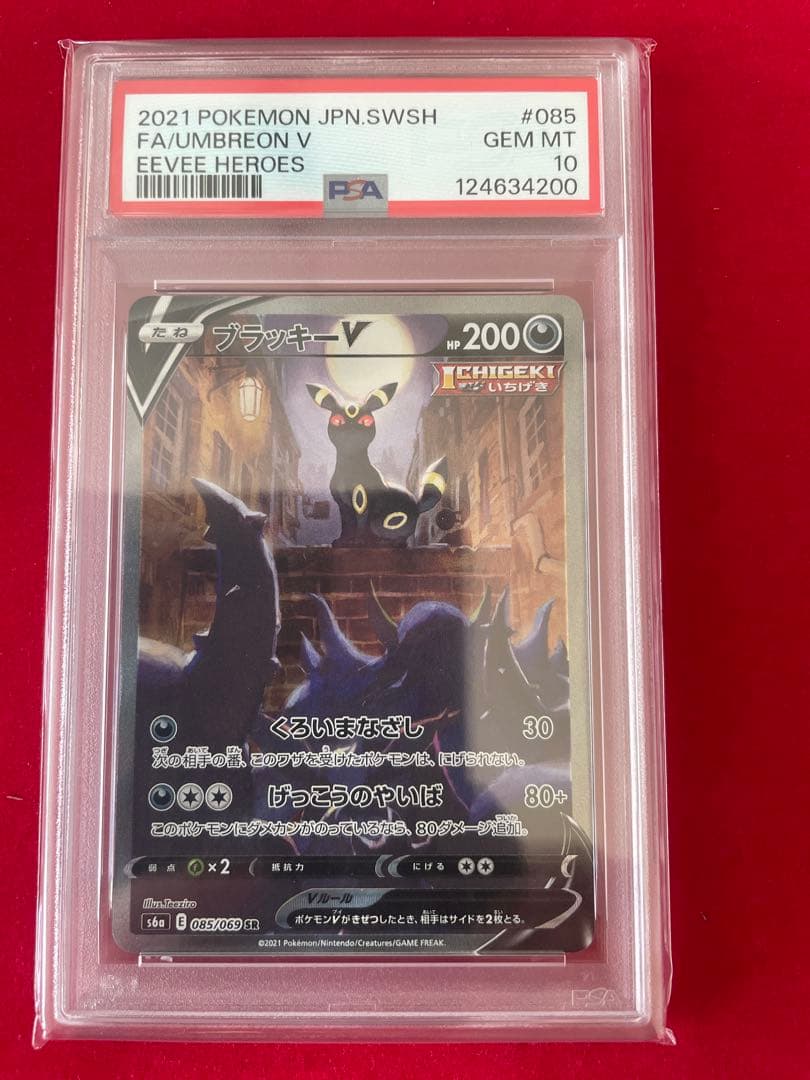 2021 POKEMON JPN.SWSH #085
FA/UMBREON V GEM MT
EEVEE HEROES 10
PSA 124634200
たね ブラッキーV HP 200
ICHIGEKI
いちげき
くろいまなざし 30
次の相手の番、このワザを受けたポケモンは、にげられない。
げっこうのやいば 80+
このポケモンにダメカンがのっているなら、80ダメージ追加。
弱点 ×2 抵抗力 にげる
Illus.Teeziro
Vルール
ポケモンVがきぜつしたとき、相手はサイドを2枚とる。
s6a E 085/069 SR
©2021 Pokémon/Nintendo/Creatures/GAME FREAK.
PSA